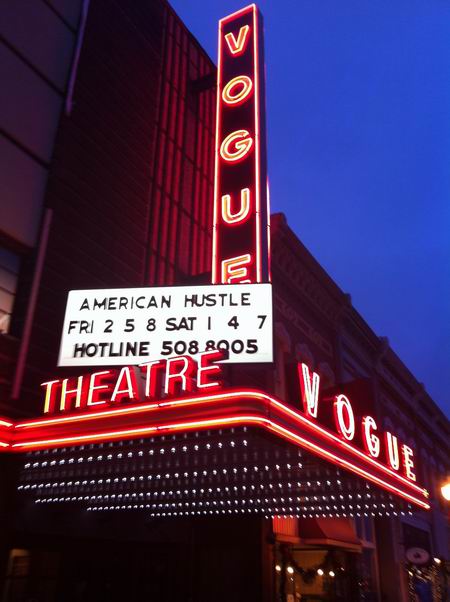 VOGUE
AMERICAN HUSTLE
FRI 2 5 8 SAT 1 4 7
HOTLINE 508 8005
THEATRE
VOGUE